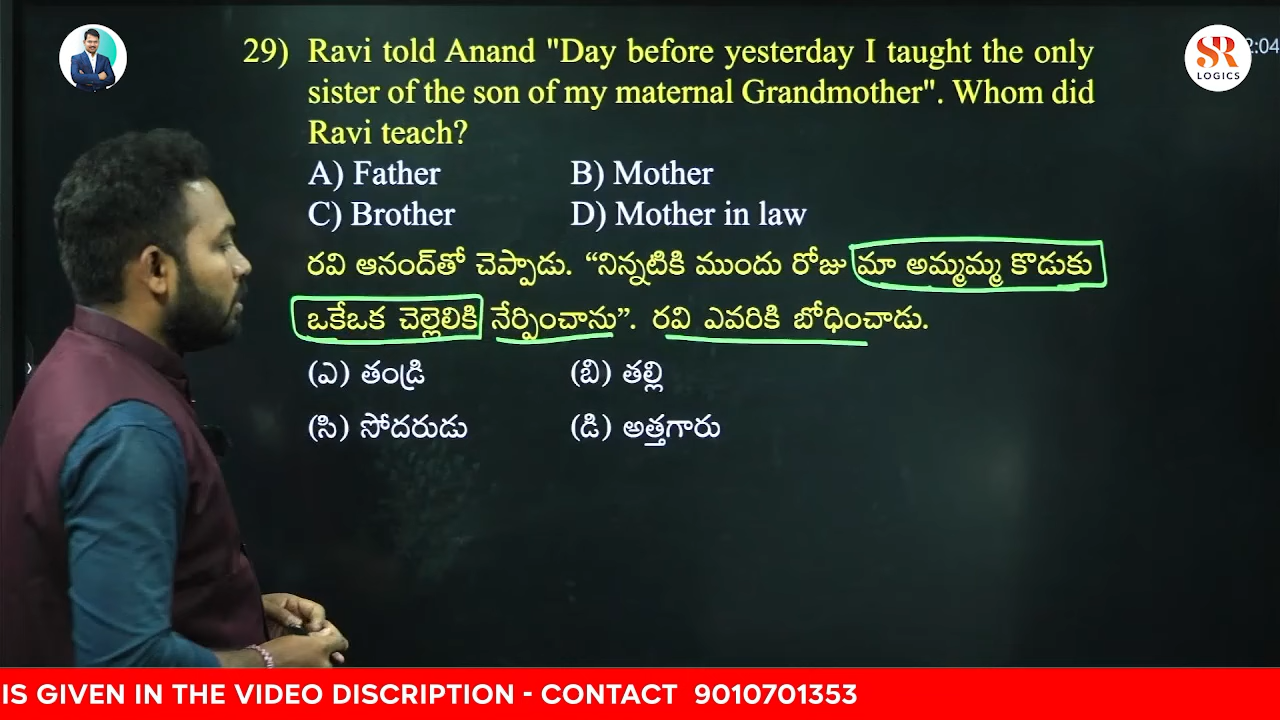 29) Ravi told Anand "Day before yesterday I taught the only
sister of the son of my maternal Grandmother". Whom did
Ravi teach?
A) Father B) Mother
C) Brother D) Mother in law
రవి ఆనంద్‌తో చెప్పాడు. “నిన్నటికి ముందు రోజు మా అమ్మమ్మ కొడుకు
ఒకేఒక చెల్లెలికి నేర్పించాను”. రవి ఎవరికి బోధించాడు.
(ఎ) తండ్రి (బి) తల్లి
(సి) సోదరుడు (డి) అత్తగారు
SR
LOGICS
2:04
IS GIVEN IN THE VIDEO DISCRIPTION - CONTACT 9010701353